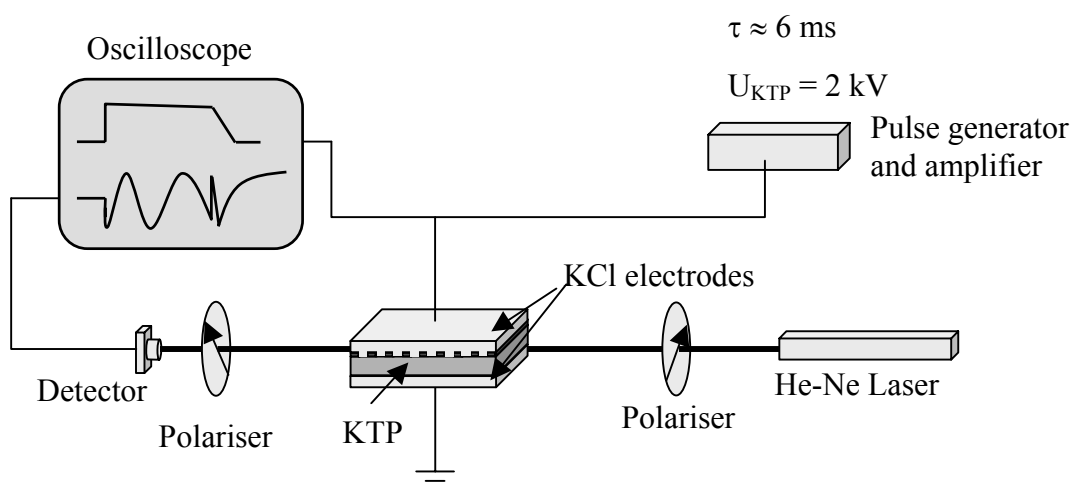 τ ≈ 6 ms
Oscilloscope
U_KTP = 2 kV
Pulse generator
and amplifier
KCl electrodes
Detector
Polariser
KTP
Polariser
He-Ne Laser